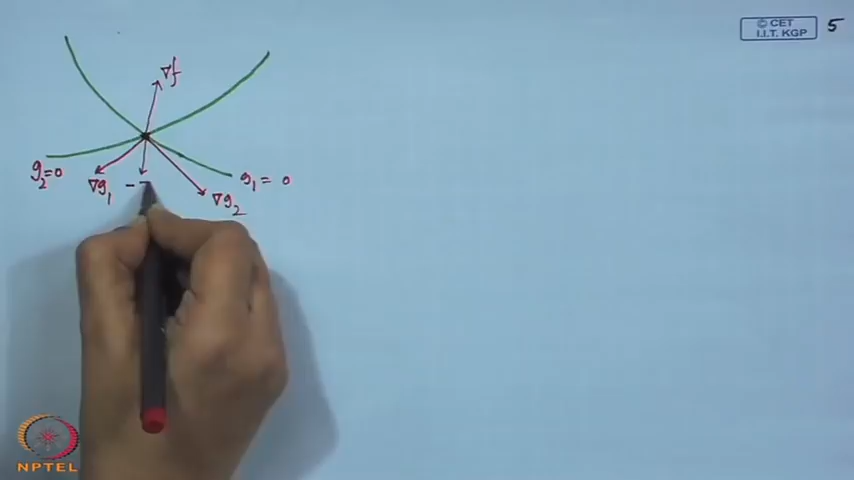 © CET
I.I.T. KGP
5
∇f
g₂=0
∇g₁
-
∇g₂
g₁ = 0
NPTEL